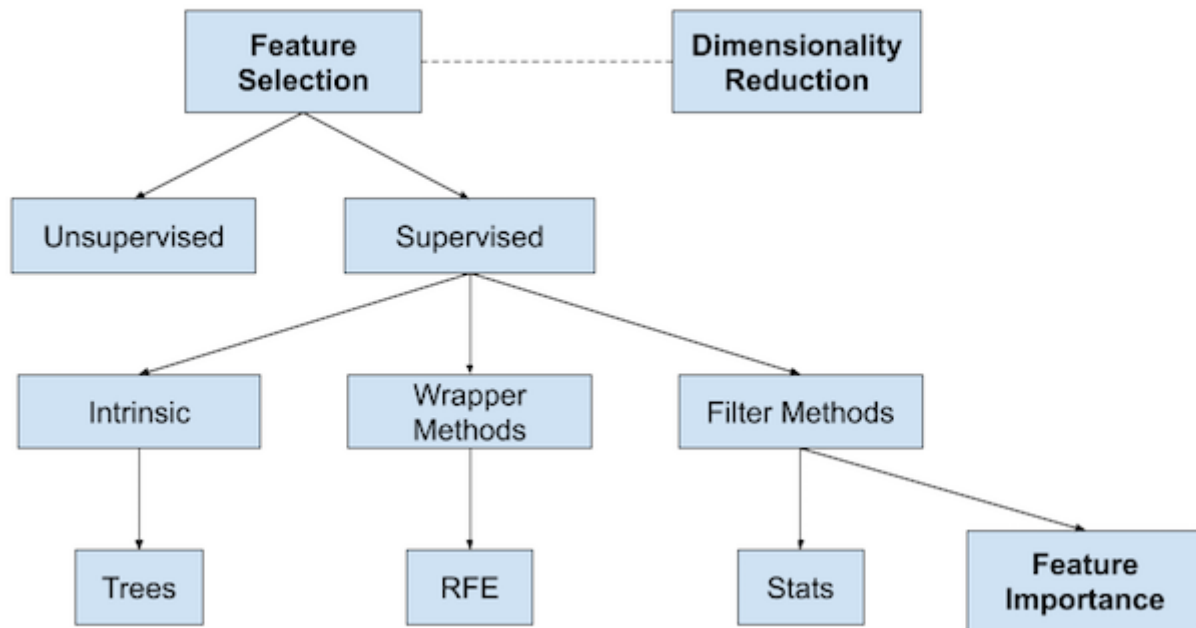 Feature
Selection
Dimensionality
Reduction
Unsupervised
Supervised
Intrinsic
Wrapper
Methods
Filter Methods
Trees
RFE
Stats
Feature
Importance